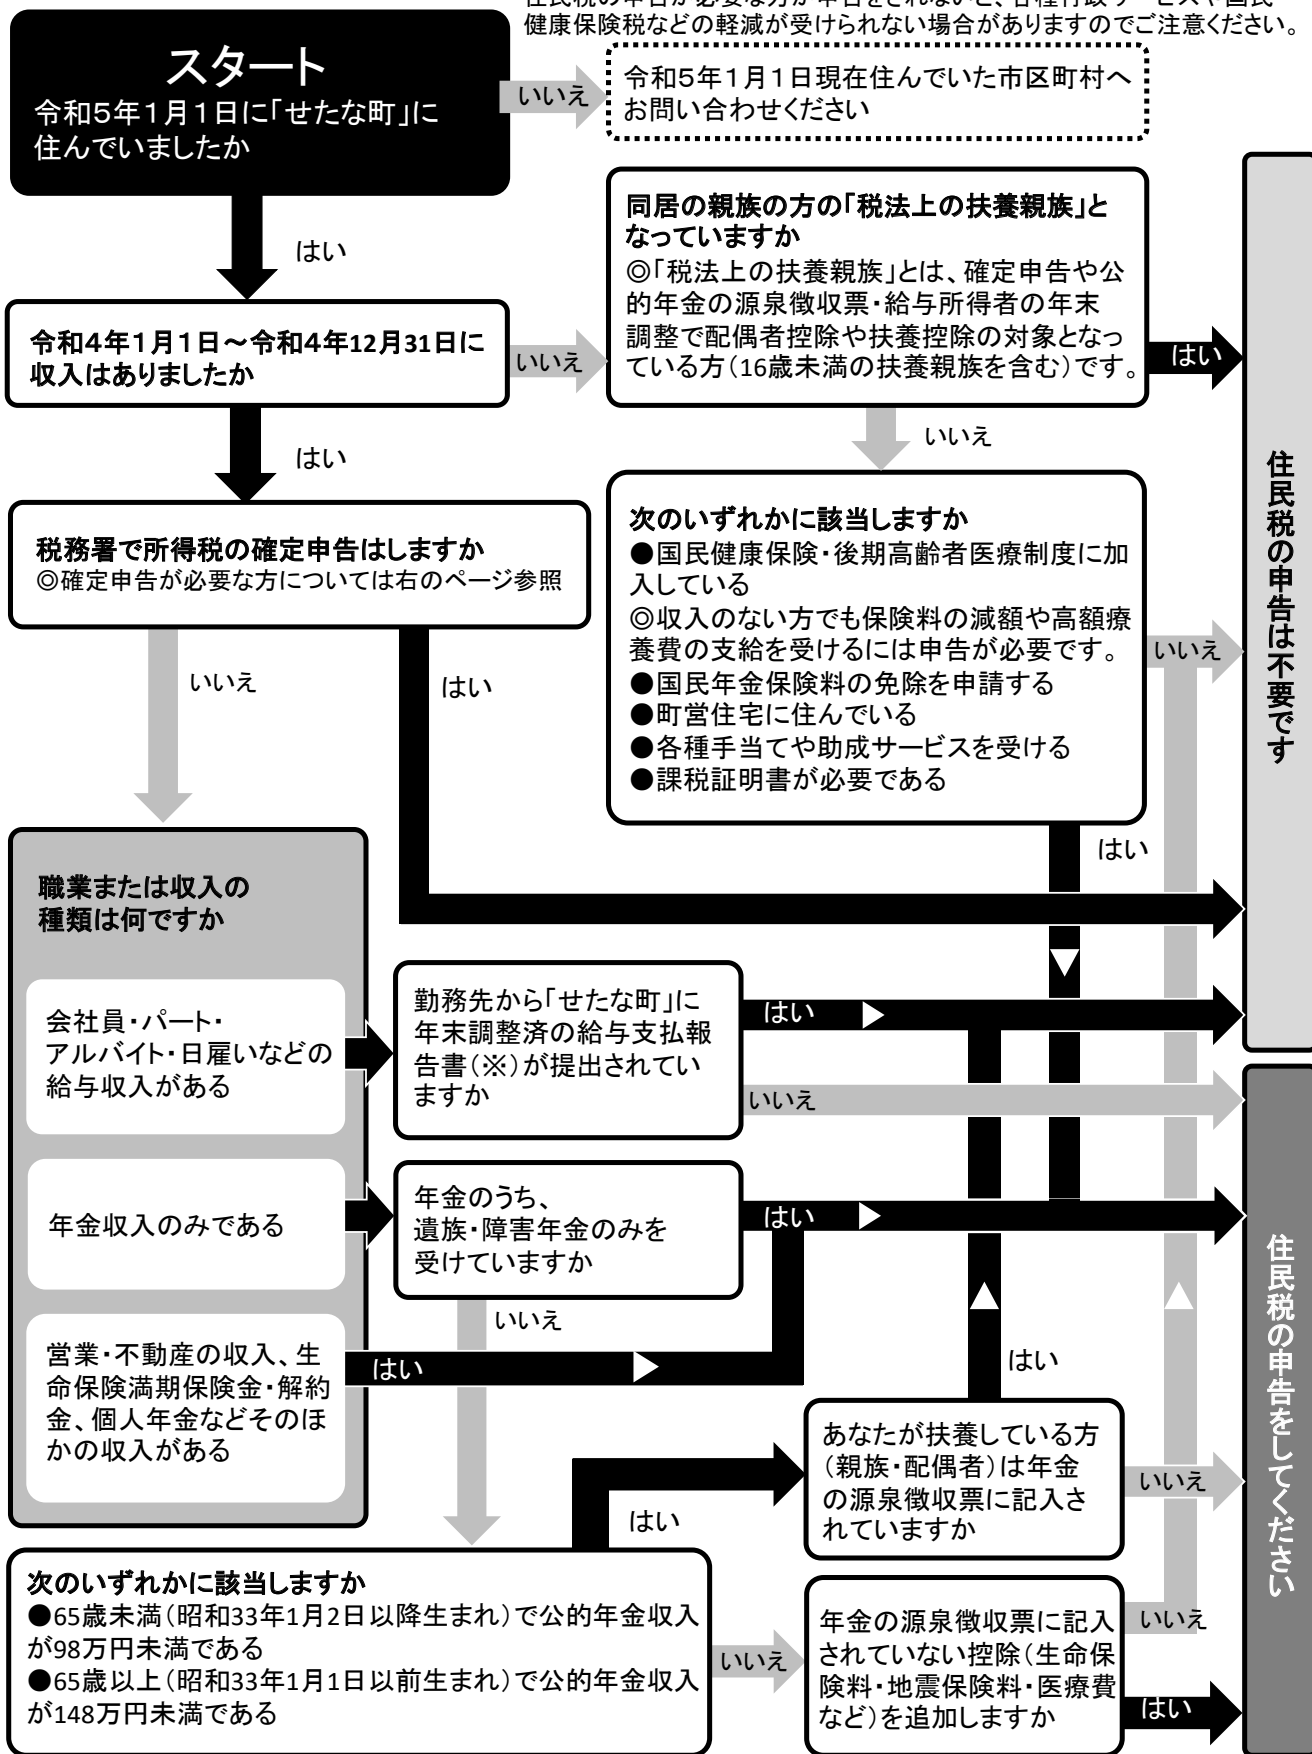 健康保険税などの軽減が受けられない場合がありますのでご注意ください。
スタート
令和5年1月1日に「せたな町」に
住んでいましたか
いいえ
令和5年1月1日現在住んでいた市区町村へ
お問い合わせください
はい
同居の親族の方の「税法上の扶養親族」と
なっていますか
◎「税法上の扶養親族」とは、確定申告や公
的年金の源泉徴収票・給与所得者の年末
調整で配偶者控除や扶養控除の対象となっ
ている方（16歳未満の扶養親族を含む）です。
はい
令和4年1月1日～令和4年12月31日に
収入はありましたか
いいえ
いいえ
はい
次のいずれかに該当しますか
●国民健康保険・後期高齢者医療制度に加
入している
◎収入のない方でも保険料の減額や高額療
養費の支給を受けるには申告が必要です。
●国民年金保険料の免除を申請する
●町営住宅に住んでいる
●各種手当てや助成サービスを受ける
●課税証明書が必要である
いいえ
はい
税務署で所得税の確定申告はしますか
◎確定申告が必要な方については右のページ参照
いいえ
はい
住民税の申告は不要です
職業または収入の
種類は何ですか
会社員・パート・
アルバイト・日雇いなどの
給与収入がある
勤務先から「せたな町」に
年末調整済の給与支払報
告書（※）が提出されてい
ますか
はい
いいえ
年金収入のみである
年金のうち、
遺族・障害年金のみを
受けていますか
はい
いいえ
営業・不動産の収入、生
命保険満期保険金・解約
金、個人年金などそのほ
かの収入がある
はい
はい
あなたが扶養している方
（親族・配偶者）は年金
の源泉徴収票に記入さ
れていますか
いいえ
はい
次のいずれかに該当しますか
●65歳未満（昭和33年1月2日以降生まれ）で公的年金収入
が98万円未満である
●65歳以上（昭和33年1月1日以前生まれ）で公的年金収入
が148万円未満である
いいえ
年金の源泉徴収票に記入
されていない控除（生命保
険料・地震保険料・医療費
など）を追加しますか
いいえ
はい
住民税の申告をしてください